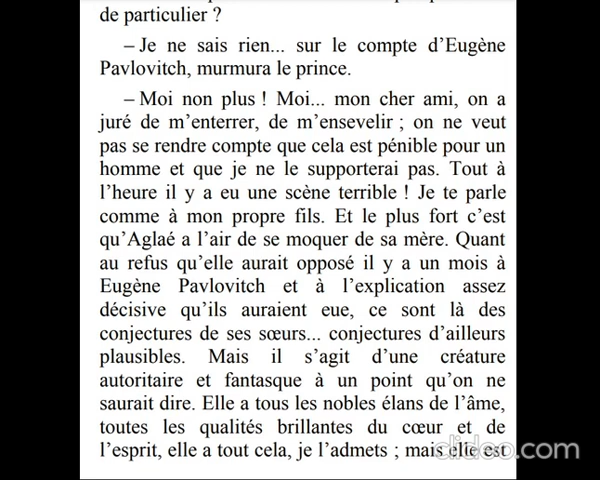 de particulier ?
– Je ne sais rien... sur le compte d’Eugène
Pavlovitch, murmura le prince.
– Moi non plus ! Moi... mon cher ami, on a
juré de m’enterrer, de m’ensevelir ; on ne veut
pas se rendre compte que cela est pénible pour un
homme et que je ne le supporterai pas. Tout à
l’heure il y a eu une scène terrible ! Je te parle
comme à mon propre fils. Et le plus fort c’est
qu’Aglaé a l’air de se moquer de sa mère. Quant
au refus qu’elle aurait opposé il y a un mois à
Eugène Pavlovitch et à l’explication assez
décisive qu’ils auraient eue, ce sont là des
conjectures de ses sœurs... conjectures d’ailleurs
plausibles. Mais il s’agit d’une créature
autoritaire et fantasque à un point qu’on ne
saurait dire. Elle a tous les nobles élans de l’âme,
toutes les qualités brillantes du cœur et de
l’esprit, elle a tout cela, je l’admets ; mais elle est
clideo.com